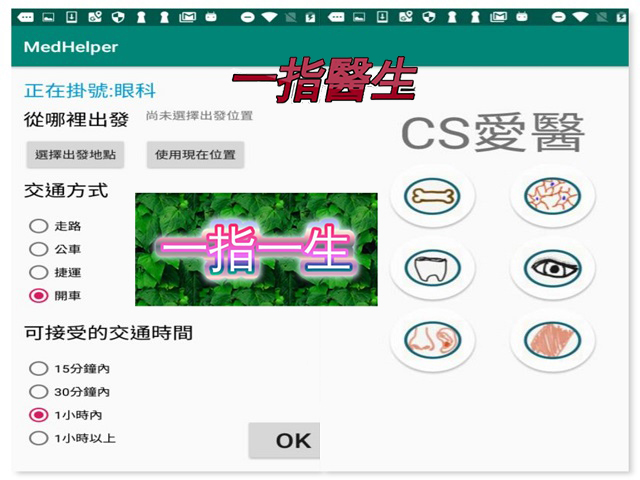 MedHelper
一指醫生
正在掛號:眼科
從哪裡出發 尚未選擇出發位置
CS愛醫
選擇出發地點 使用現在位置
交通方式
走路
公車
捷運
開車
一指一生
可接受的交通時間
15分鐘內
30分鐘內
1小時內
1小時以上
OK